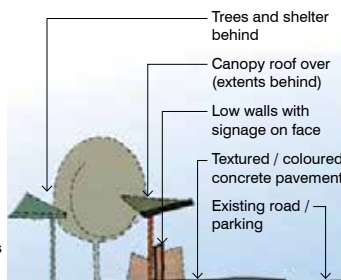 Trees and shelter
behind
Canopy roof over
(extents behind)
Low walls with
signage on face
Textured / coloured
concrete pavement
Existing road /
parking
s